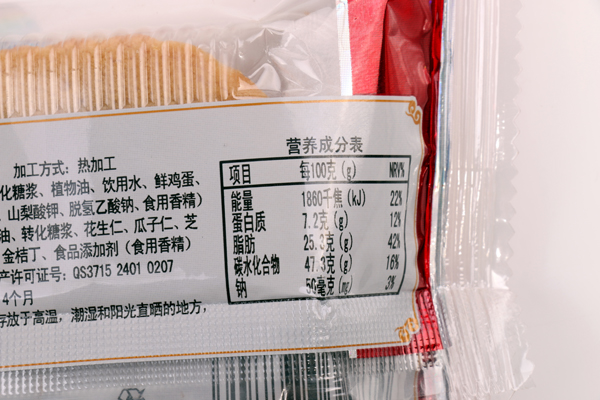 加工方式：热加工
化糖浆、植物油、饮用水、鲜鸡蛋、
、山梨酸钾、脱氢乙酸钠、食用香精）
油、转化糖浆、花生仁、瓜子仁、芝
金桔丁、食品添加剂（食用香精）
产许可证号：QS3715 2401 0207
4个月
存放于高温，潮湿和阳光直晒的地方，
营养成分表
项目 每100克(g) NRV%
能量 1860千焦(kJ) 22%
蛋白质 7.2克(g) 12%
脂肪 25.3克(g) 42%
碳水化合物 47.3克(g) 16%
钠 50毫克(mg) 3%